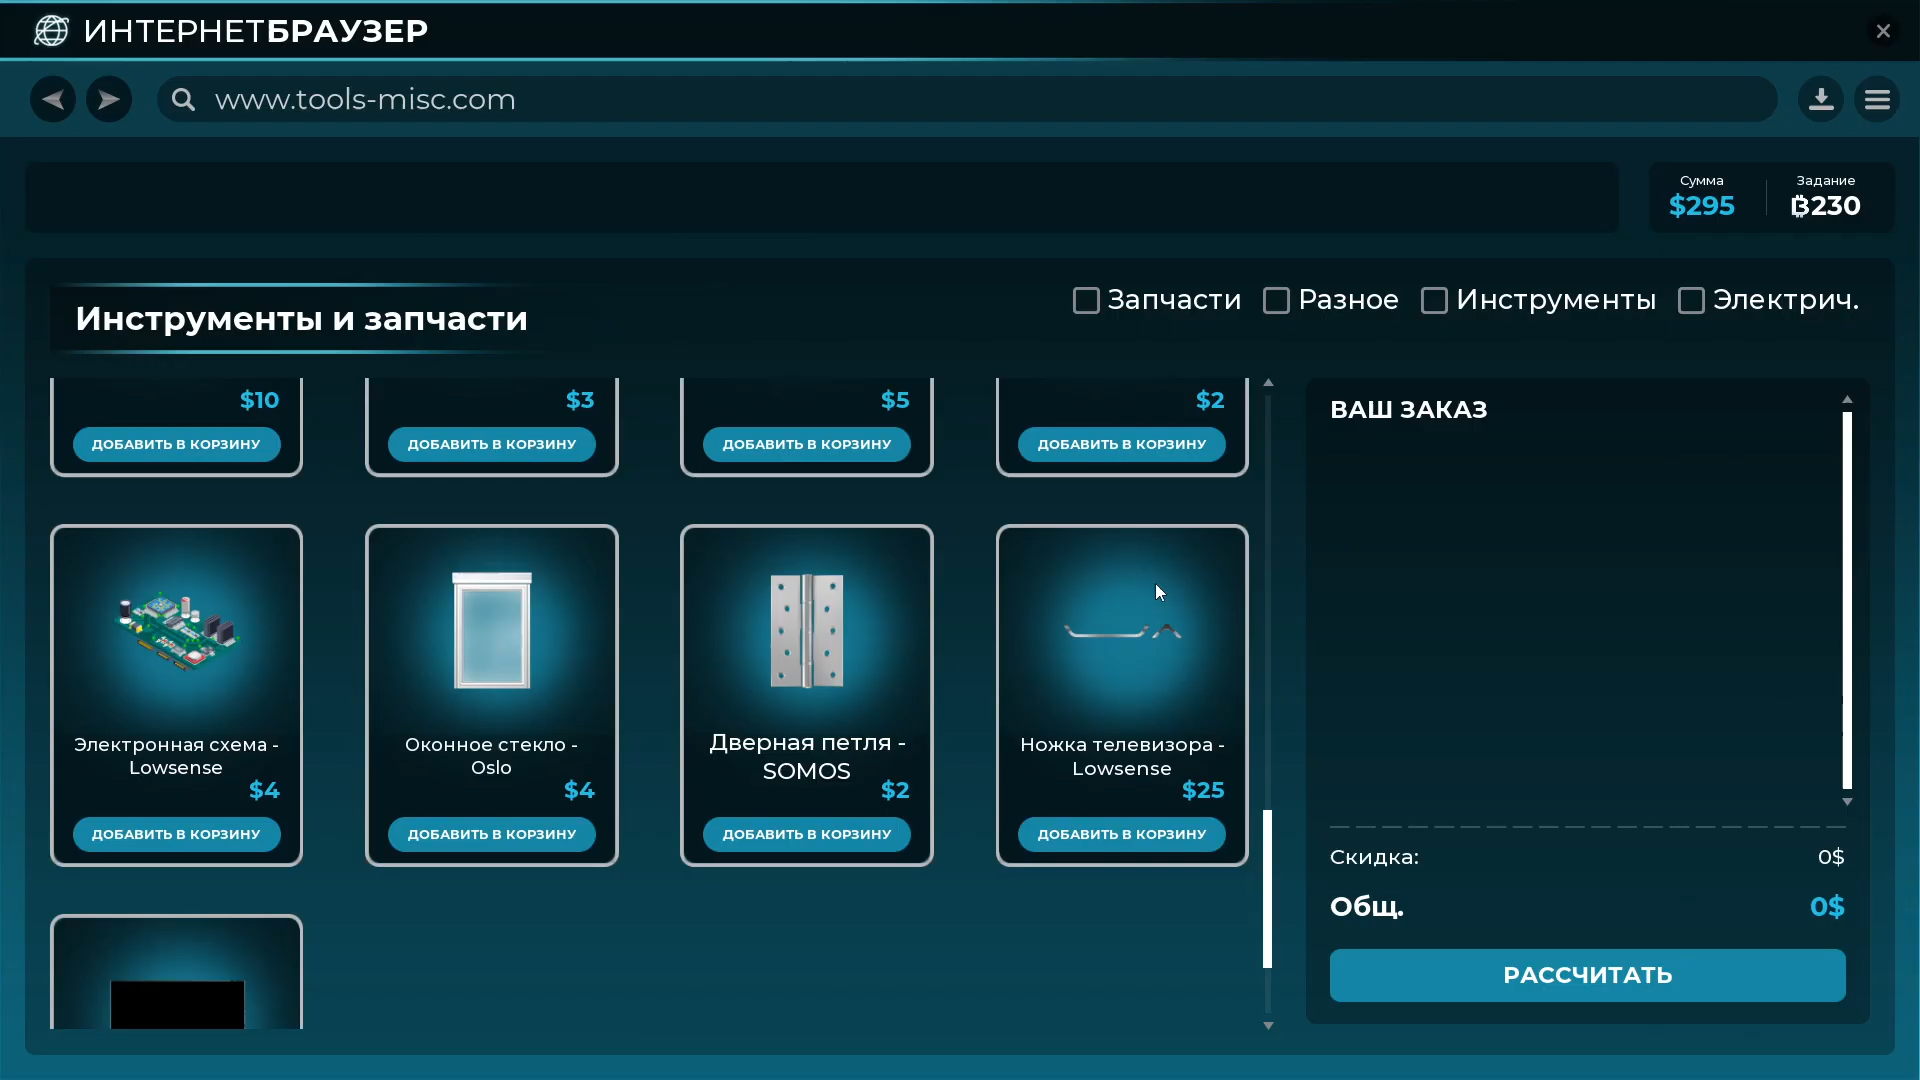 ИНТЕРНЕТБРАУЗЕР
www.tools-misc.com
Сумма
$295
Задание
₿230
Инструменты и запчасти
Запчасти
Разное
Инструменты
Электрич.
$10
$3
$5
$2
ДОБАВИТЬ В КОРЗИНУ
ДОБАВИТЬ В КОРЗИНУ
ДОБАВИТЬ В КОРЗИНУ
ДОБАВИТЬ В КОРЗИНУ
Электронная схема -
Lowsense
$4
ДОБАВИТЬ В КОРЗИНУ
Оконное стекло -
Oslo
$4
ДОБАВИТЬ В КОРЗИНУ
Дверная петля -
SOMOS
$2
ДОБАВИТЬ В КОРЗИНУ
Ножка телевизора -
Lowsense
$25
ДОБАВИТЬ В КОРЗИНУ
ВАШ ЗАКАЗ
Скидка:
0$
Общ.
0$
РАССЧИТАТЬ